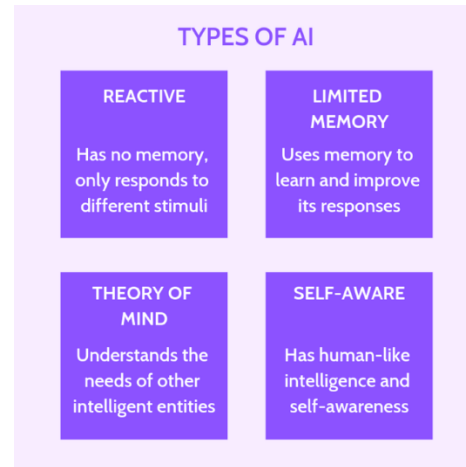 TYPES OF AI
REACTIVE
Has no memory,
only responds to
different stimuli
LIMITED
MEMORY
Uses memory to
learn and improve
its responses
THEORY OF
MIND
Understands the
needs of other
intelligent entities
SELF-AWARE
Has human-like
intelligence and
self-awareness